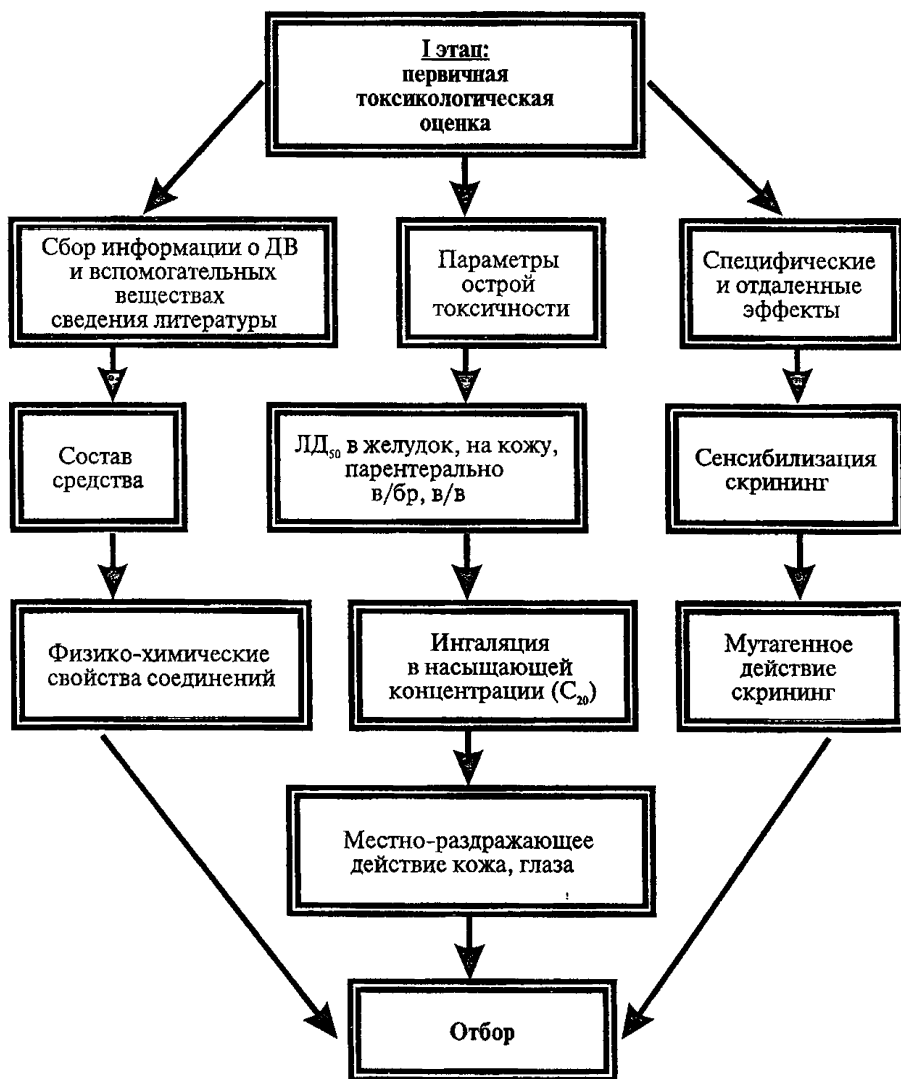 I этап:
первичная
токсикологическая
оценка
Сбор информации о ДВ
и вспомогательных
веществах
сведения литературы
Параметры
острой
токсичности
Специфические
и отдаленные
эффекты
Состав
средства
ЛД₅₀ в желудок, на кожу,
парентерально
в/бр, в/в
Сенсибилизация
скрининг
Физико-химические
свойства соединений
Ингаляция
в насыщающей
концентрации (С₂₀)
Мутагенное
действие
скрининг
Местно-раздражающее
действие кожа, глаза
Отбор